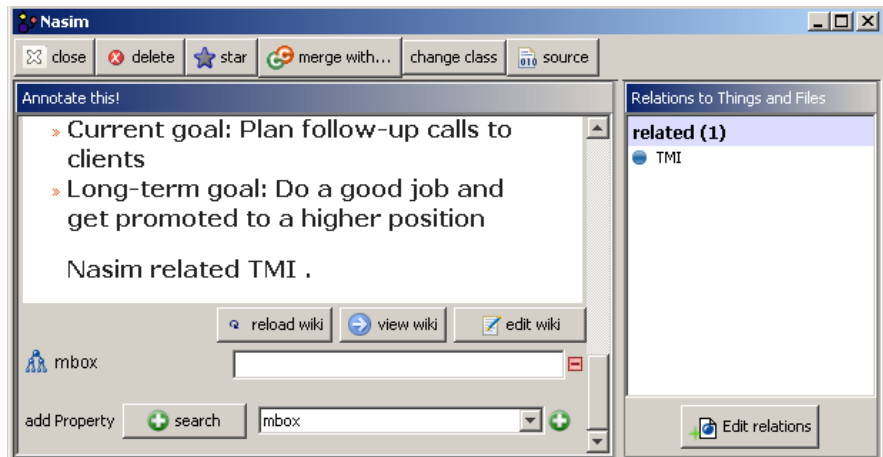 Nasim
close delete star merge with... change class source
Annotate this!
» Current goal: Plan follow-up calls to
clients
» Long-term goal: Do a good job and
get promoted to a higher position
Nasim related TMI .
reload wiki view wiki edit wiki
mbox
add Property search mbox
Relations to Things and Files
related (1)
TMI
Edit relations